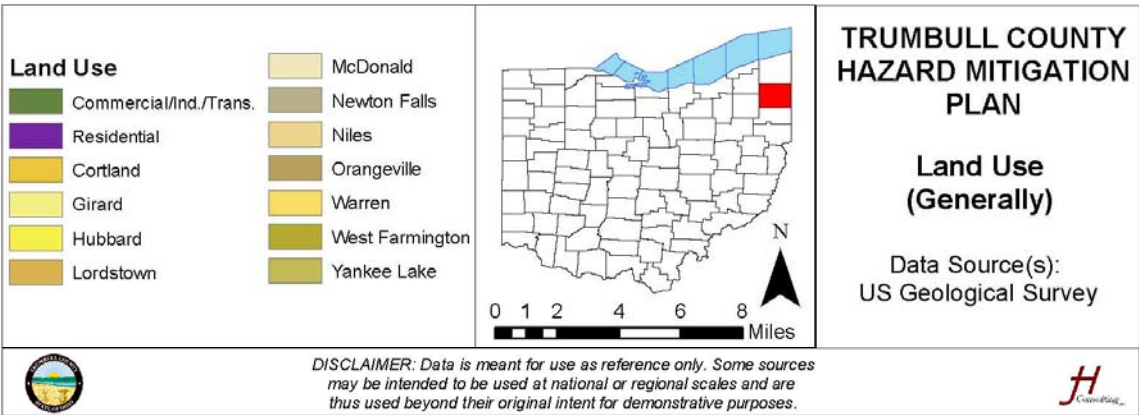 Land Use
Commercial/Ind./Trans.
Residential
Cortland
Girard
Hubbard
Lordstown
McDonald
Newton Falls
Niles
Orangeville
Warren
West Farmington
Yankee Lake
N
0 1 2 4 6 8
Miles
TRUMBULL COUNTY
HAZARD MITIGATION
PLAN
Land Use
(Generally)
Data Source(s):
US Geological Survey
DISCLAIMER: Data is meant for use as reference only. Some sources
may be intended to be used at national or regional scales and are
thus used beyond their original intent for demonstrative purposes.
JH
Consulting